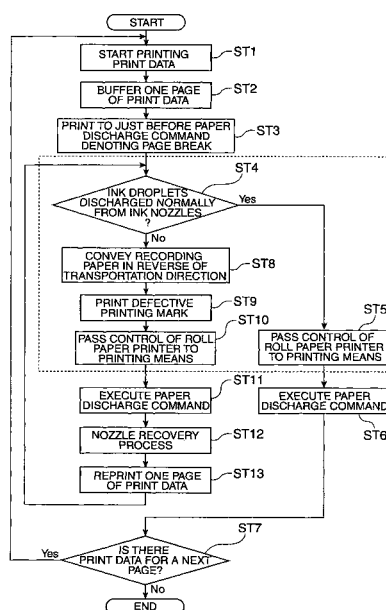 START
START PRINTING
PRINT DATA
ST1
BUFFER ONE PAGE
OF PRINT DATA
ST2
PRINT TO JUST BEFORE PAPER
DISCHARGE COMMAND
DENOTING PAGE BREAK
ST3
ST4
INK DROPLETS
DISCHARGED NORMALLY
FROM INK NOZZLES
?
Yes
No
CONVEY RECORDING
PAPER IN REVERSE OF
TRANSPORTATION DIRECTION
ST8
PRINT DEFECTIVE
PRINTING MARK
ST9
ST10
PASS CONTROL OF ROLL
PAPER PRINTER TO
PRINTING MEANS
ST5
PASS CONTROL OF
ROLL PAPER PRINTER
TO PRINTING MEANS
ST11
EXECUTE PAPER
DISCHARGE COMMAND
EXECUTE PAPER
DISCHARGE COMMAND
ST6
NOZZLE RECOVERY
PROCESS
ST12
REPRINT ONE PAGE
OF PRINT DATA
ST13
ST7
Yes
IS THERE
PRINT DATA FOR A NEXT
PAGE?
No
END